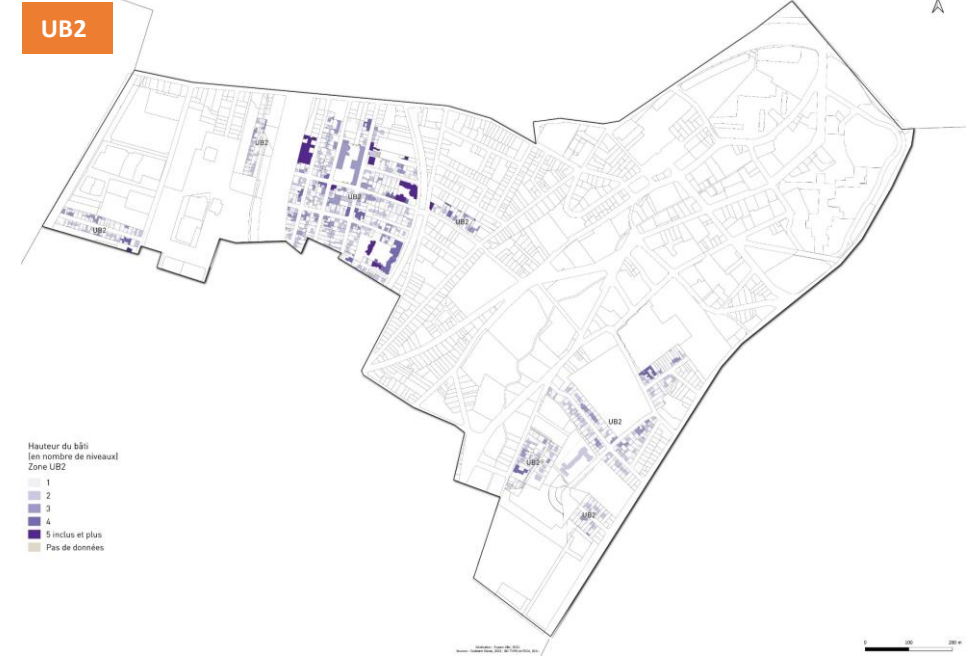 UB2
UB2
UB2
UB2
UB2
UB2
UB2
UB2
Hauteur du bâti
(en nombre de niveaux)
Zone UB2
1
2
3
4
5 inclus et plus
Pas de données
0 100 200 m